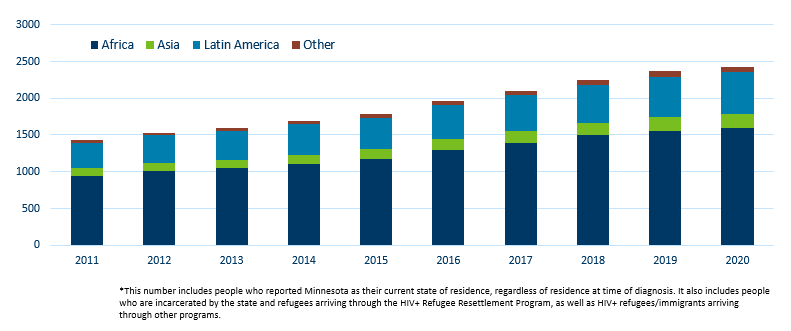 3000
Africa Asia Latin America Other
2500
2000
1500
1000
500
0
2011 2012 2013 2014 2015 2016 2017 2018 2019 2020
*This number includes people who reported Minnesota as their current state of residence, regardless of residence at time of diagnosis. It also includes people
who are incarcerated by the state and refugees arriving through the HIV+ Refugee Resettlement Program, as well as HIV+ refugees/immigrants arriving
through other programs.